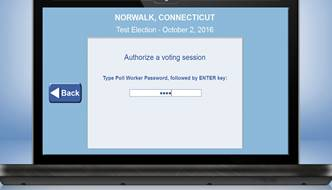 NORWALK, CONNECTICUT
Test Election - October 2, 2016
Authorize a voting session
Type Poll Worker Password, followed by ENTER key:
****
Back